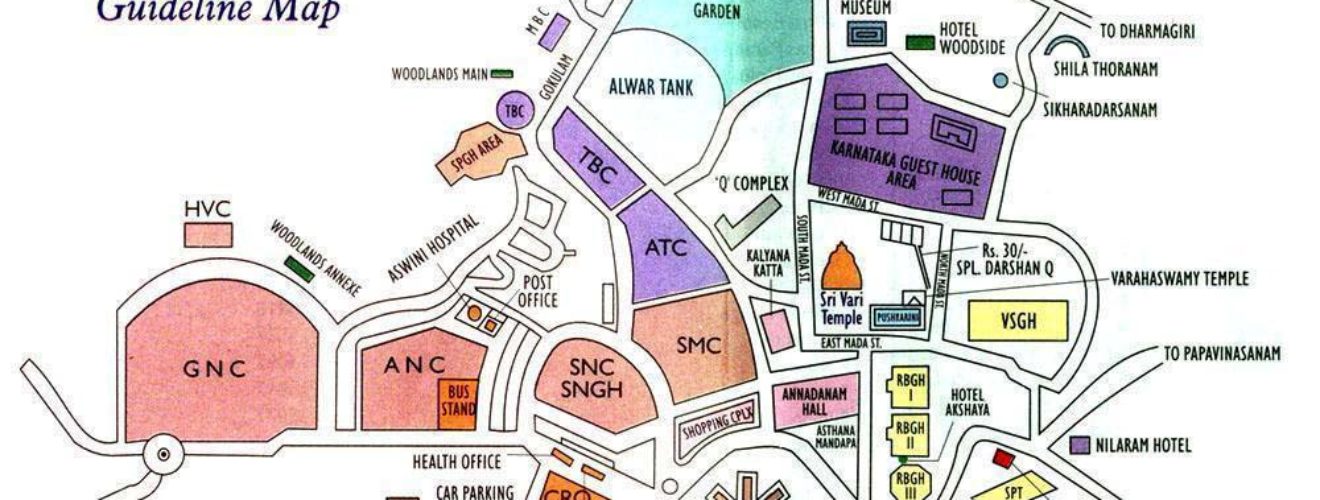 Guideline Map
GARDEN
MUSEUM
MBC
HOTEL
WOODSIDE
TO DHARMAGIRI
SHILA THORANAM
WOODLANDS MAIN
GOKULAM
ALWAR TANK
SIKHARADARSANAM
TBC
SPGH AREA
TBC
KARNATAKA GUEST HOUSE
AREA
'Q' COMPLEX
WEST MADA ST.
HVC
WOODLANDS ANNEXE
ASWINI HOSPITAL
ATC
SOUTH MADA ST.
KALYANA
KATTA
Rs. 30/-
SPL. DARSHAN Q
NORTH MADA ST.
VARAHASWAMY TEMPLE
POST
OFFICE
Sri Vari
Temple
PUSHKARINI
VSGH
EAST MADA ST.
TO PAPAVINASANAM
GNC
ANC
SNC
SNGH
SMC
BUS
STAND
RBGH
I
ANNADANAM
HALL
HOTEL
AKSHAYA
SHOPPING CPLX
ASTHANA
MANDAPA
RBGH
II
NILARAM HOTEL
HEALTH OFFICE
CAR PARKING
CRO
RBGH
III
SPT